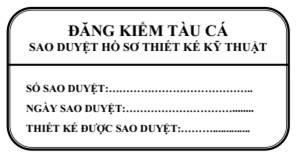 ĐĂNG KIỂM TÀU CÁ
SAO DUYỆT HỒ SƠ THIẾT KẾ KỸ THUẬT
SỐ SAO DUYỆT:……………………………………..
NGÀY SAO DUYỆT:……………………………........
THIẾT KẾ ĐƯỢC SAO DUYỆT:………..............